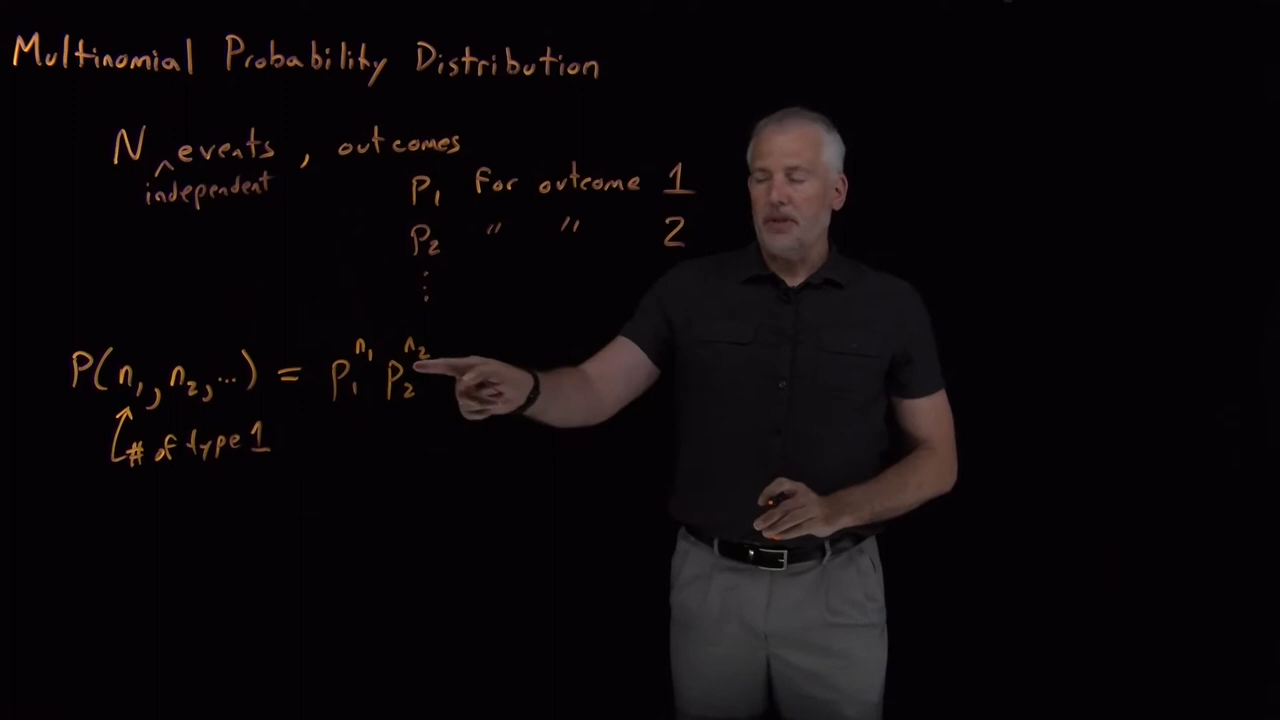 Multinomial Probability Distribution
N ^ events, outcomes
independent
P₁ for outcome 1
P₂ " " 2
⋮
P(n₁, n₂, ...) = P₁^n₁ P₂^n₂
# of type 1